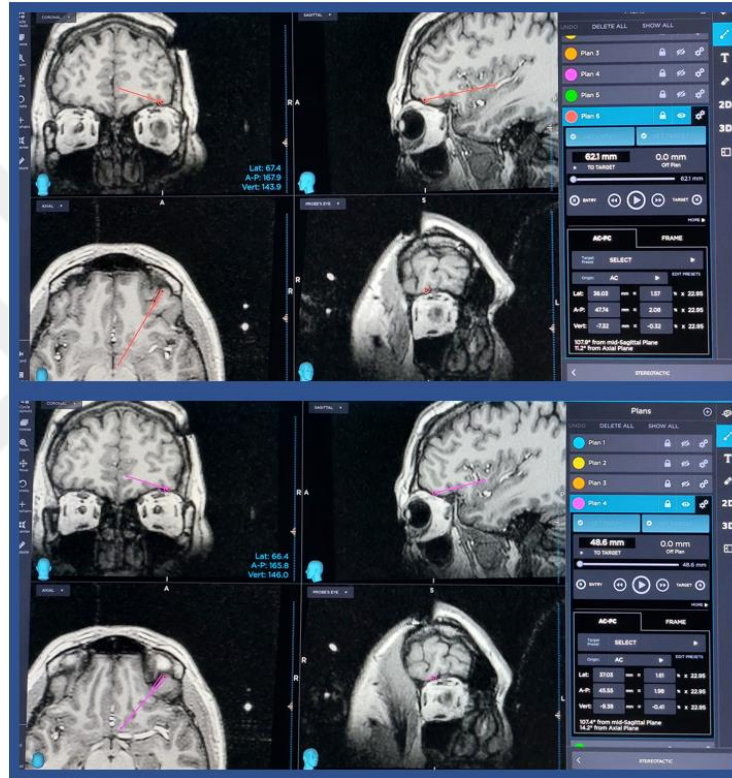 CORONAL
SAGITTAL
R A
Lat: 67.4
A-P: 167.9
Vert: 143.9
AXIAL
A
PROBE'S EYE
S
R
R
L
UNDO DELETE ALL SHOW ALL
Plan 3
Plan 4
Plan 5
Plan 6
62.1 mm
TO TARGET
0.0 mm
Off Plan
62.1 mm
ENTRY
TARGET
MORE
AC-PC FRAME
Target Preset SELECT
Origin: AC EDIT PRESETS
Lat: 36.03 mm = 1.57 % x 22.95
A-P: 47.74 mm = 2.08 % x 22.95
Vert: -7.32 mm = -0.32 % x 22.95
107.9° from mid-Sagittal Plane
11.2° from Axial Plane
STEREOTACTIC
T
2D
3D
CORONAL
SAGITTAL
R A
Lat: 66.4
A-P: 165.8
Vert: 146.0
AXIAL
A
PROBE'S EYE
S
R
R
L
Plans
UNDO DELETE ALL SHOW ALL
Plan 1
Plan 2
Plan 3
Plan 4
48.6 mm
TO TARGET
0.0 mm
Off Plan
48.6 mm
ENTRY
TARGET
MORE
AC-PC FRAME
Target Preset SELECT
Origin: AC EDIT PRESETS
Lat: 37.03 mm = 1.61 % x 22.95
A-P: 45.55 mm = 1.98 % x 22.95
107.4° from mid-Sagittal Plane
14.2° from Axial Plane
STEREOTACTIC
T
2D
3D